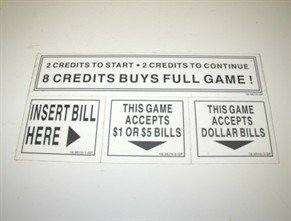 2 CREDITS TO START • 2 CREDITS TO CONTINUE
8 CREDITS BUYS FULL GAME !
INSERT BILL
HERE ▶
THIS GAME
ACCEPTS
$1 OR $5 BILLS
THIS GAME
ACCEPTS
DOLLAR BILLS